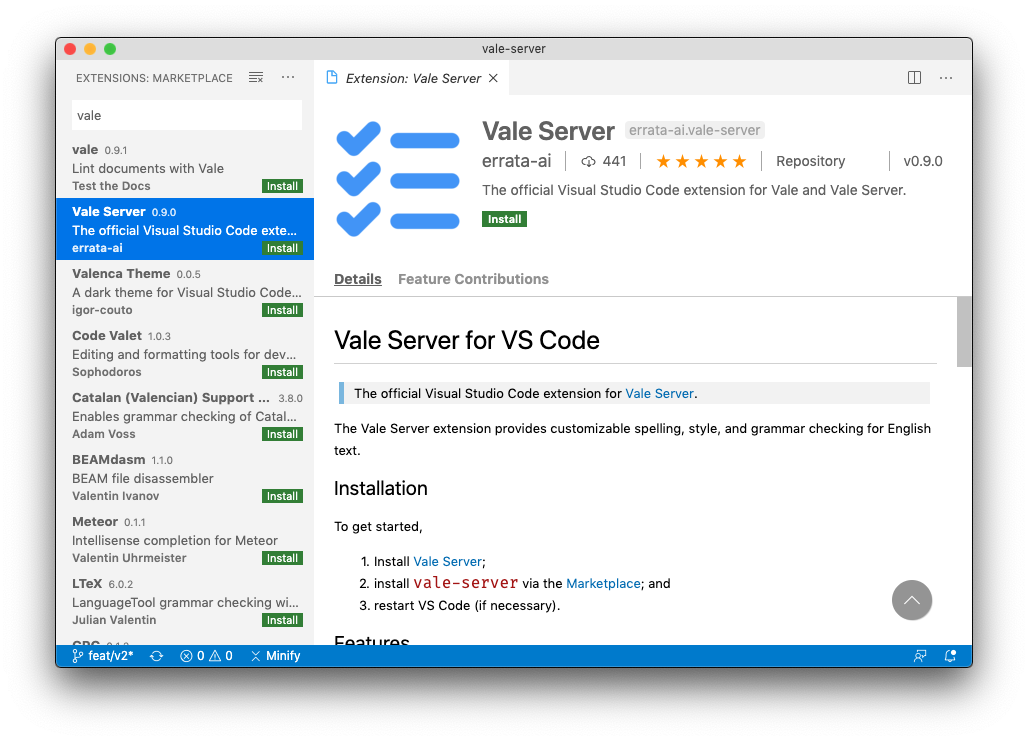 vale-server
EXTENSIONS: MARKETPLACE
vale
vale 0.9.1
Lint documents with Vale
Test the Docs Install
Vale Server 0.9.0
The official Visual Studio Code exte...
errata-ai Install
Valenca Theme 0.0.5
A dark theme for Visual Studio Code...
igor-couto Install
Code Valet 1.0.3
Editing and formatting tools for dev...
Sophodoros Install
Catalan (Valencian) Support ... 3.8.0
Enables grammar checking of Catal...
Adam Voss Install
BEAMdasm 1.1.0
BEAM file disassembler
Valentin Ivanov Install
Meteor 0.1.1
Intellisense completion for Meteor
Valentin Uhrmeister Install
LTeX 6.0.2
LanguageTool grammar checking wi...
Julian Valentin Install
Extension: Vale Server
Vale Server errata-ai.vale-server
errata-ai 441 Repository v0.9.0
The official Visual Studio Code extension for Vale and Vale Server.
Install
Details Feature Contributions
Vale Server for VS Code
The official Visual Studio Code extension for Vale Server.
The Vale Server extension provides customizable spelling, style, and grammar checking for English
text.
Installation
To get started,
1. Install Vale Server;
2. install vale-server via the Marketplace; and
3. restart VS Code (if necessary).
Features
feat/v2* 0 0 Minify